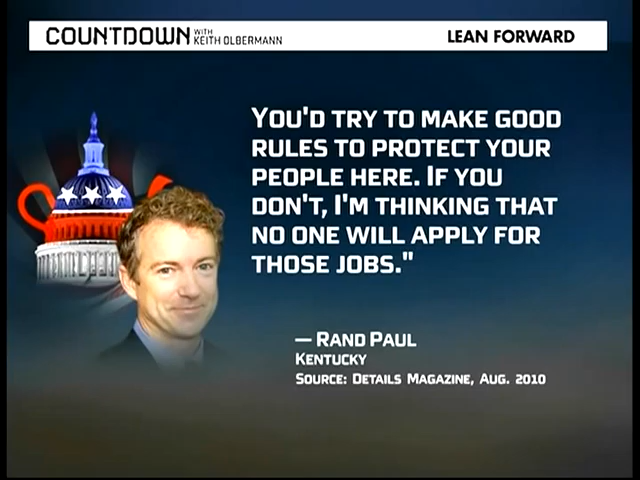 COUNTDOWN WITH KEITH OLBERMANN
LEAN FORWARD
YOU'D TRY TO MAKE GOOD
RULES TO PROTECT YOUR
PEOPLE HERE. IF YOU
DON'T, I'M THINKING THAT
NO ONE WILL APPLY FOR
THOSE JOBS."
— RAND PAUL
KENTUCKY
SOURCE: DETAILS MAGAZINE, AUG. 2010